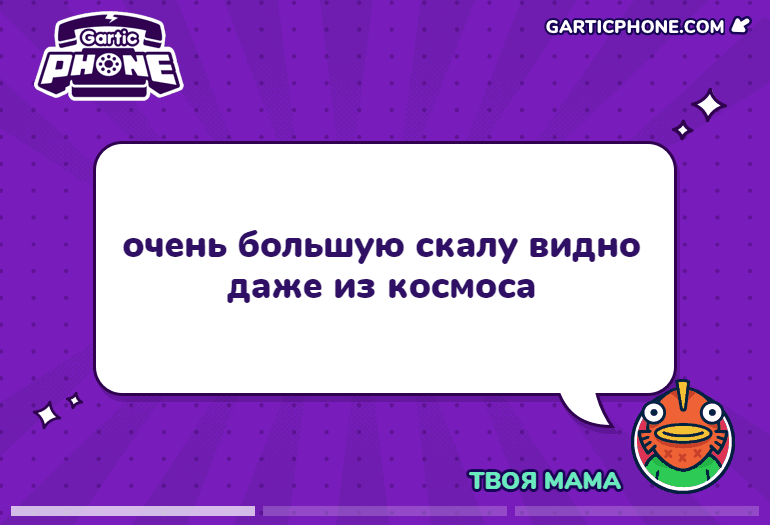 Gartic
PHONE
GARTICPHONE.COM
очень большую скалу видно
даже из космоса
ТВОЯ МАМА